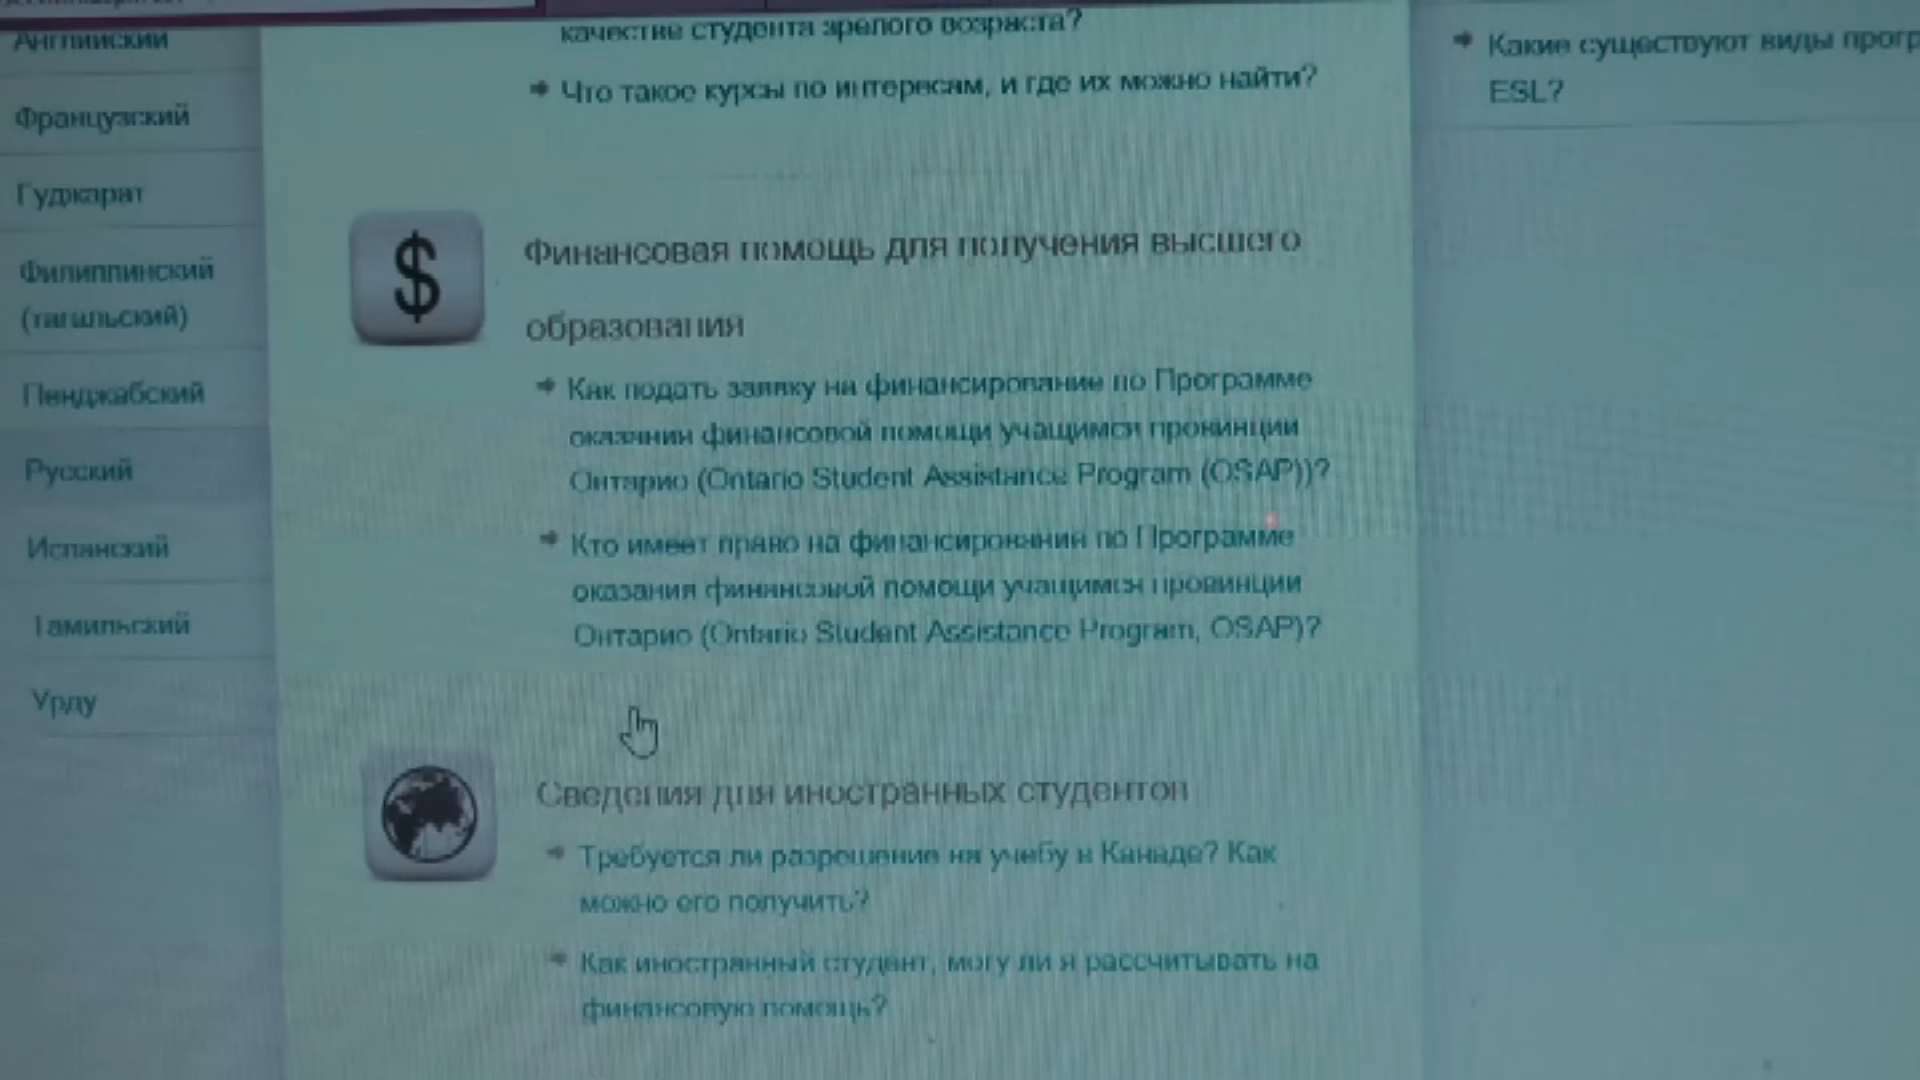 Английский
Французский
Гуджарат
Филиппинский
(тагальский)
Пенджабский
Русский
Испанский
Тамильский
Урду
качестве студента зрелого возраста?
Что такое курсы по интересам, и где их можно найти?
Финансовая помощь для получения высшего
образования
Как подать заявку на финансирование по Программе
оказания финансовой помощи учащимся провинции
Онтарио (Ontario Student Assistance Program (OSAP))?
Кто имеет право на финансирования по Программе
оказания финансовой помощи учащимся провинции
Онтарио (Ontario Student Assistance Program, OSAP)?
Сведения для иностранных студентов
Требуется ли разрешение на учебу в Канаде? Как
можно его получить?
Как иностранный студент, могу ли я рассчитывать на
финансовую помощь?
Какие существуют виды прогр
ESL?